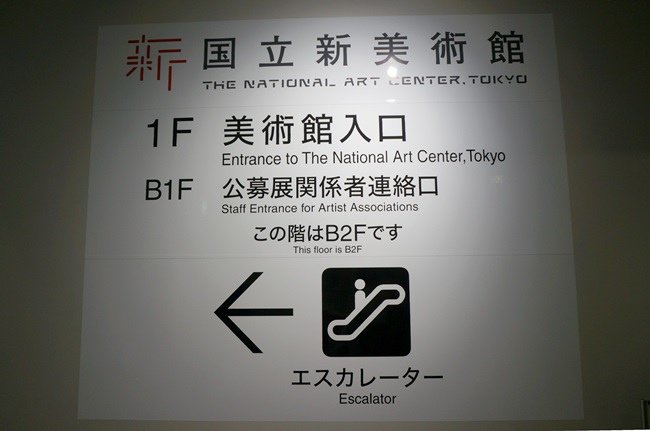 国立新美術館
THE NATIONAL ART CENTER, TOKYO
1F 美術館入口
Entrance to The National Art Center,Tokyo
B1F 公募展関係者連絡口
Staff Entrance for Artist Associations
この階はB2Fです
This floor is B2F
エスカレーター
Escalator